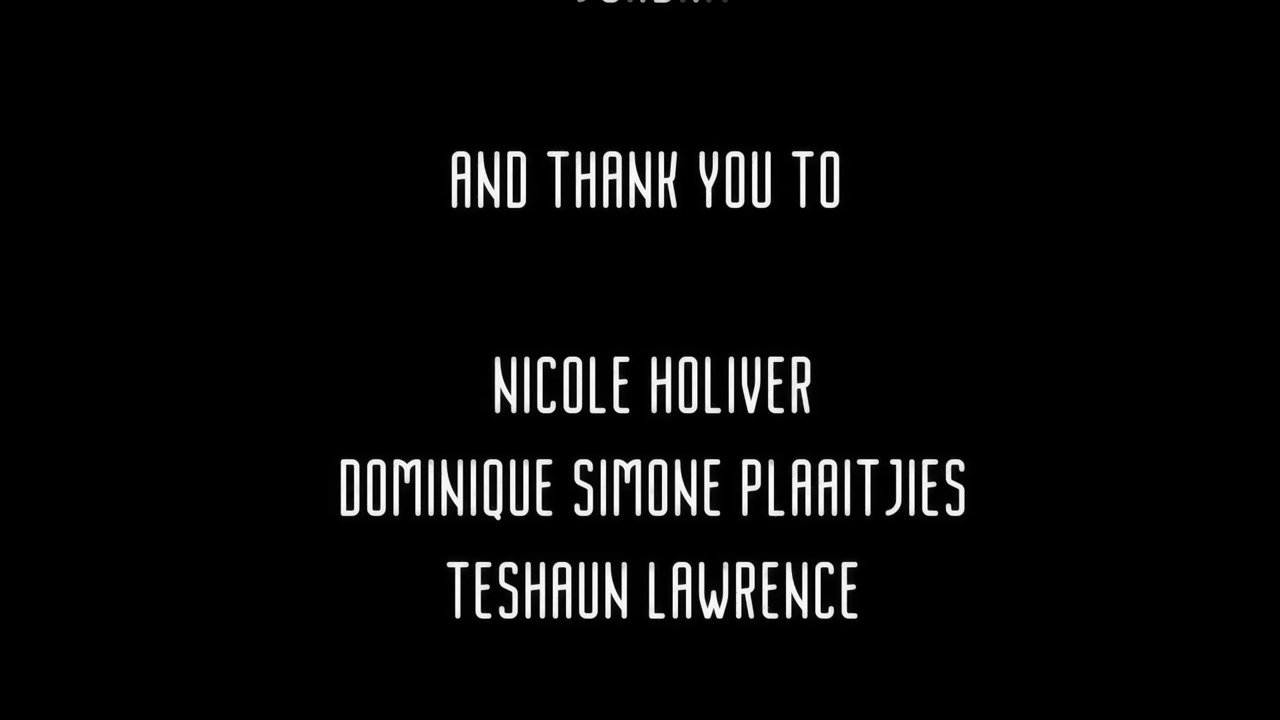 AND THANK YOU TO
NICOLE HOLIVER
DOMINIQUE SIMONE PLAAITJIES
TESHAUN LAWRENCE